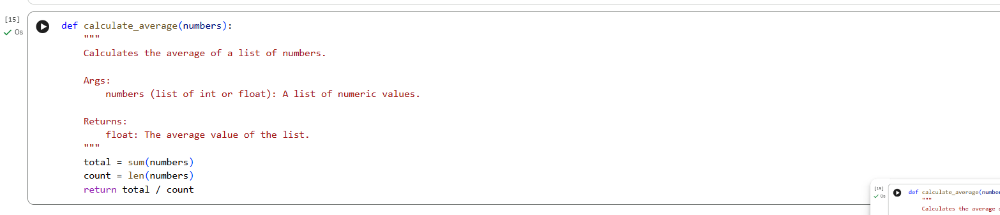 [15]
0s
def calculate_average(numbers):
    """
    Calculates the average of a list of numbers.

    Args:
        numbers (list of int or float): A list of numeric values.

    Returns:
        float: The average value of the list.
    """
    total = sum(numbers)
    count = len(numbers)
    return total / count
[15]
0s
def calculate_average(number
    """
    Calculates the average